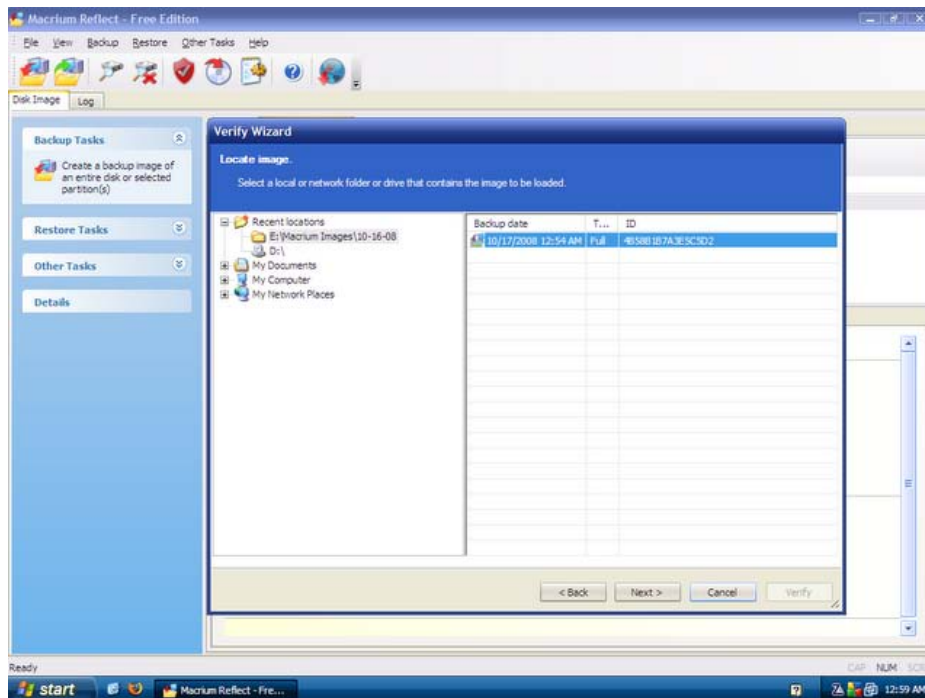 Macrium Reflect - Free Edition
File View Backup Restore Other Tasks Help
Disk Image Log
Backup Tasks
Create a backup image of
an entire disk or selected
partition(s)
Restore Tasks
Other Tasks
Details
Verify Wizard
Locate image.
Select a local or network folder or drive that contains the image to be loaded.
Recent locations
E:\Macrium Images\10-16-08
D:\
My Documents
My Computer
My Network Places
Backup date T... ID
10/17/2008 12:54 AM Full
< Back Next > Cancel Verify
Ready
CAP NUM SCR
start
Macrium Reflect - Fre...
12:59 AM